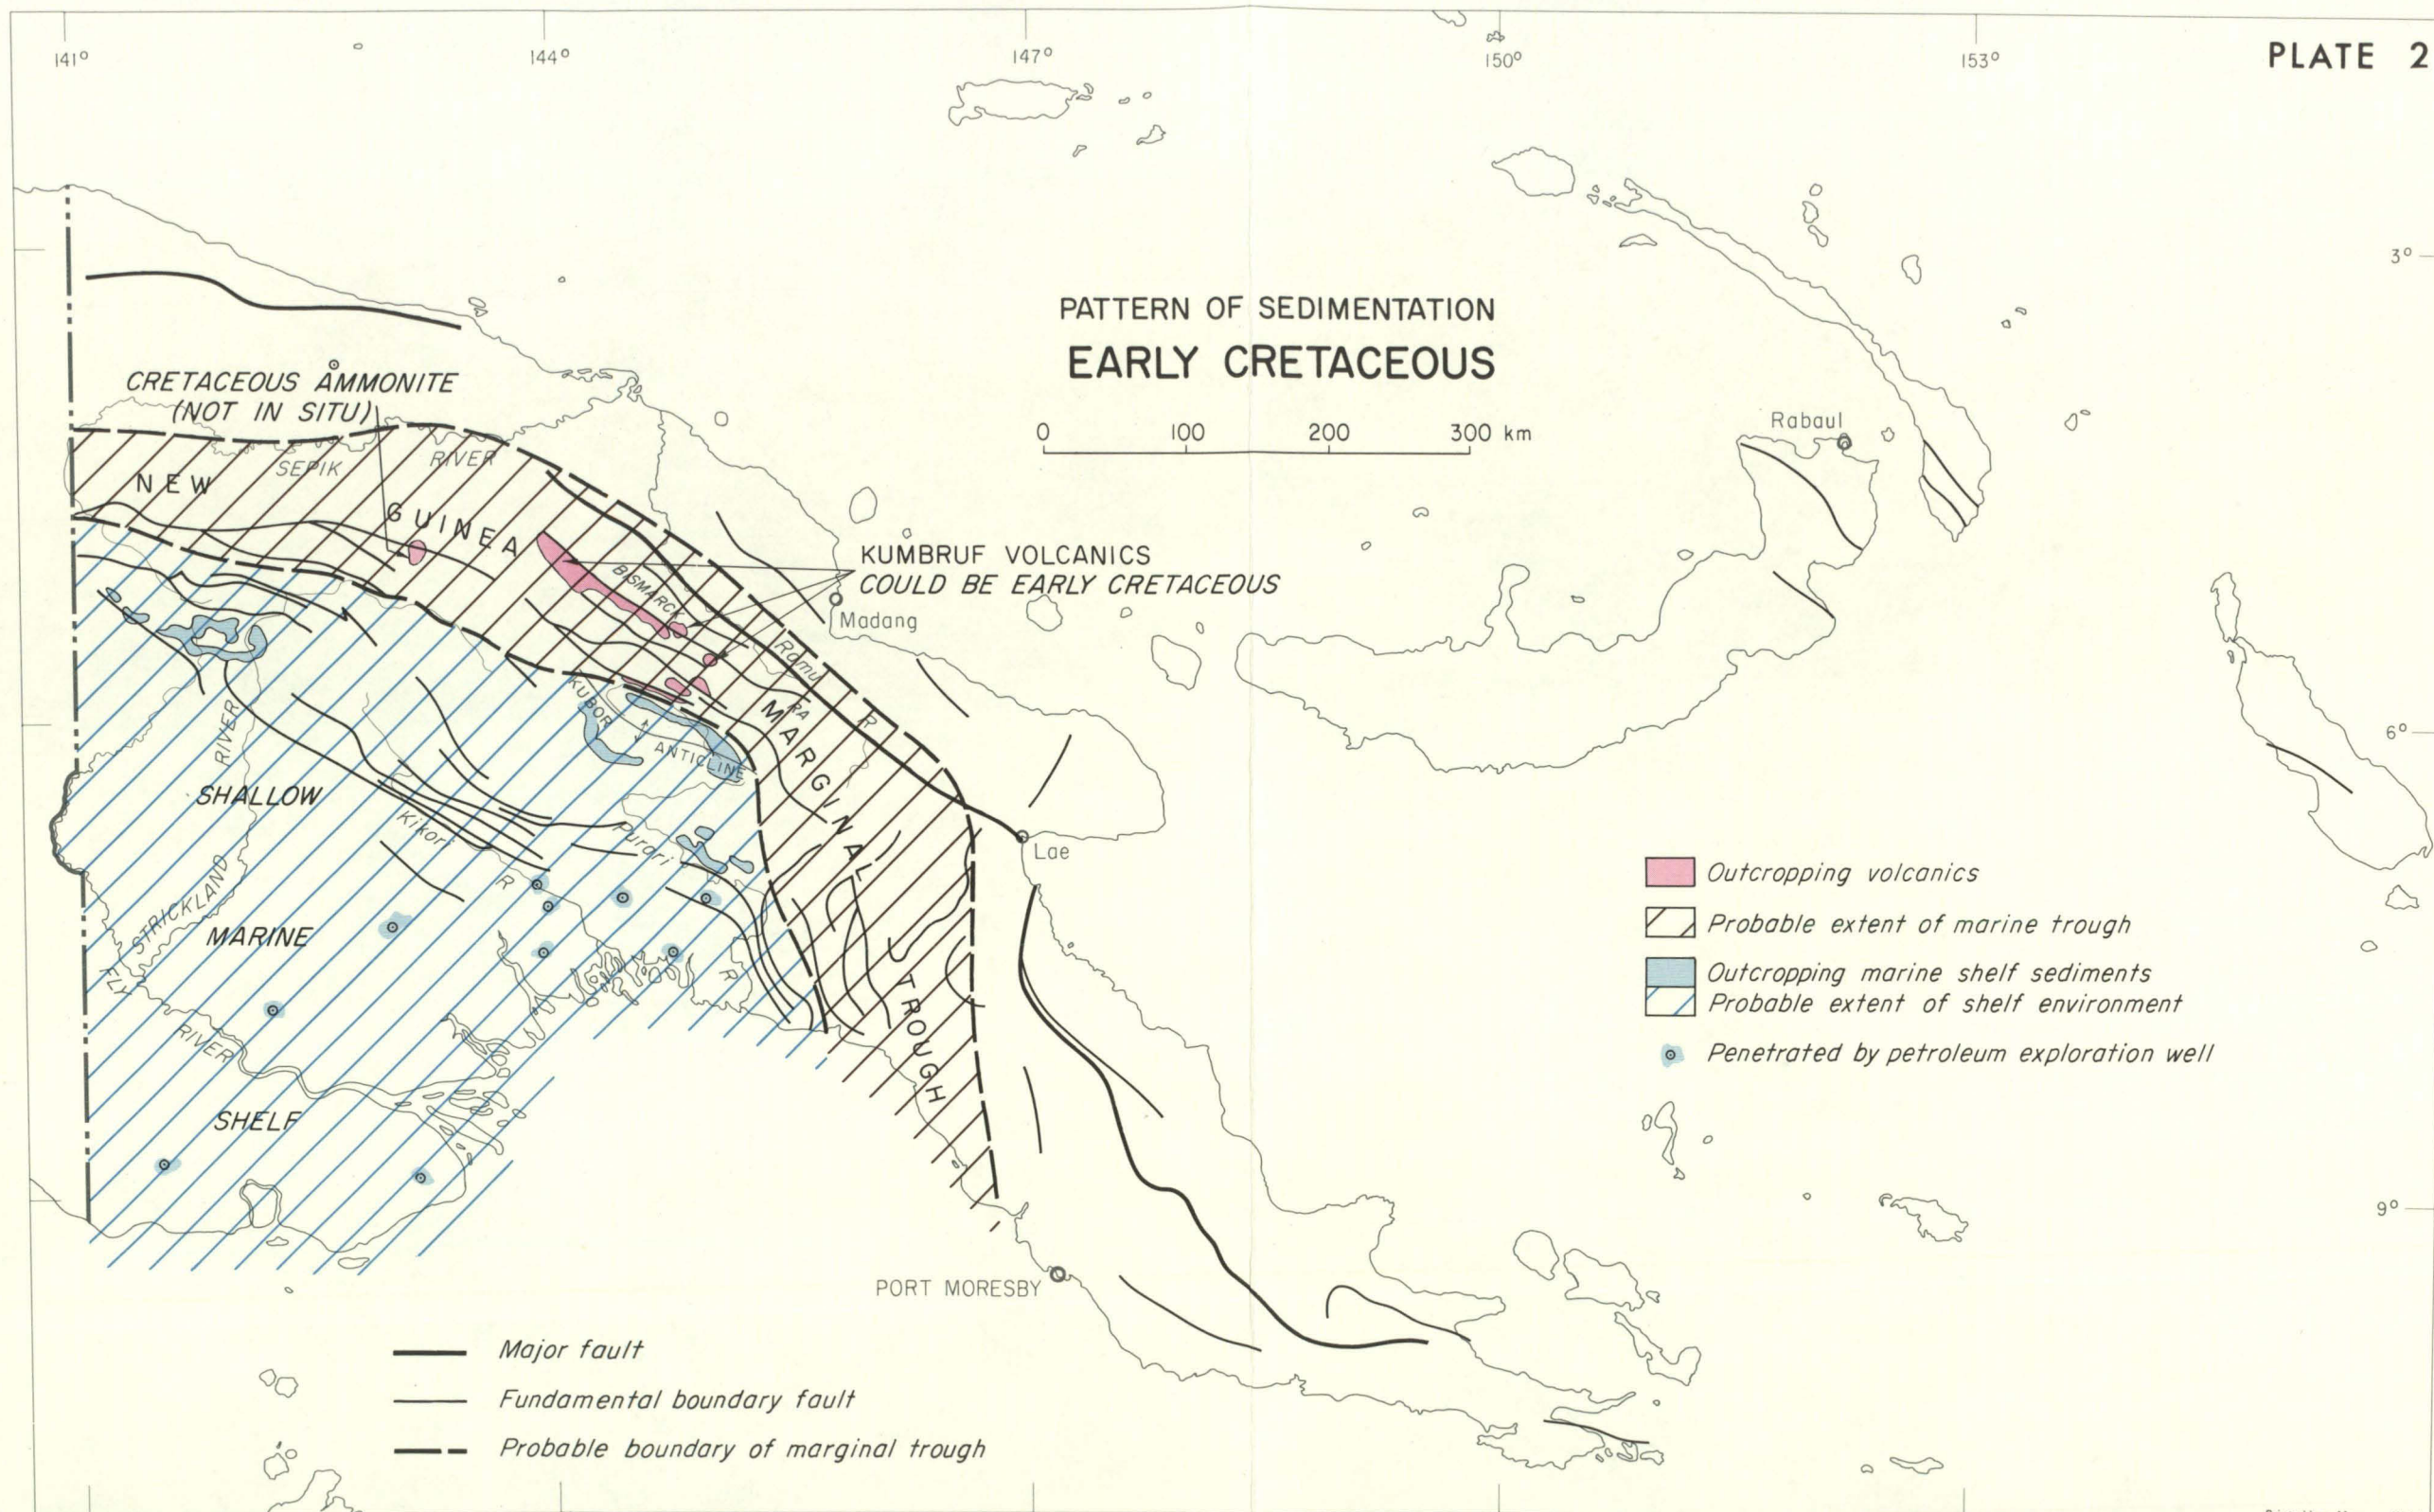 141°
144°
147°
150°
153°
PLATE 2
3°
PATTERN OF SEDIMENTATION
EARLY CRETACEOUS
0 100 200 300 km
CRETACEOUS AMMONITE
(NOT IN SITU)
SEPIK RIVER
NEW GUINEA
Rabaul
KUMBRUF VOLCANICS
COULD BE EARLY CRETACEOUS
BISMARCK
Madang
Ramu R
RA
KUBOR
ANTICLINE
MARGINAL TROUGH
6°
RIVER
SHALLOW
Kikori R
Purari R
Lae
STRICKLAND
MARINE
FLY
RIVER
SHELF
Outcropping volcanics
Probable extent of marine trough
Outcropping marine shelf sediments
Probable extent of shelf environment
Penetrated by petroleum exploration well
9°
PORT MORESBY
Major fault
Fundamental boundary fault
Probable boundary of marginal trough